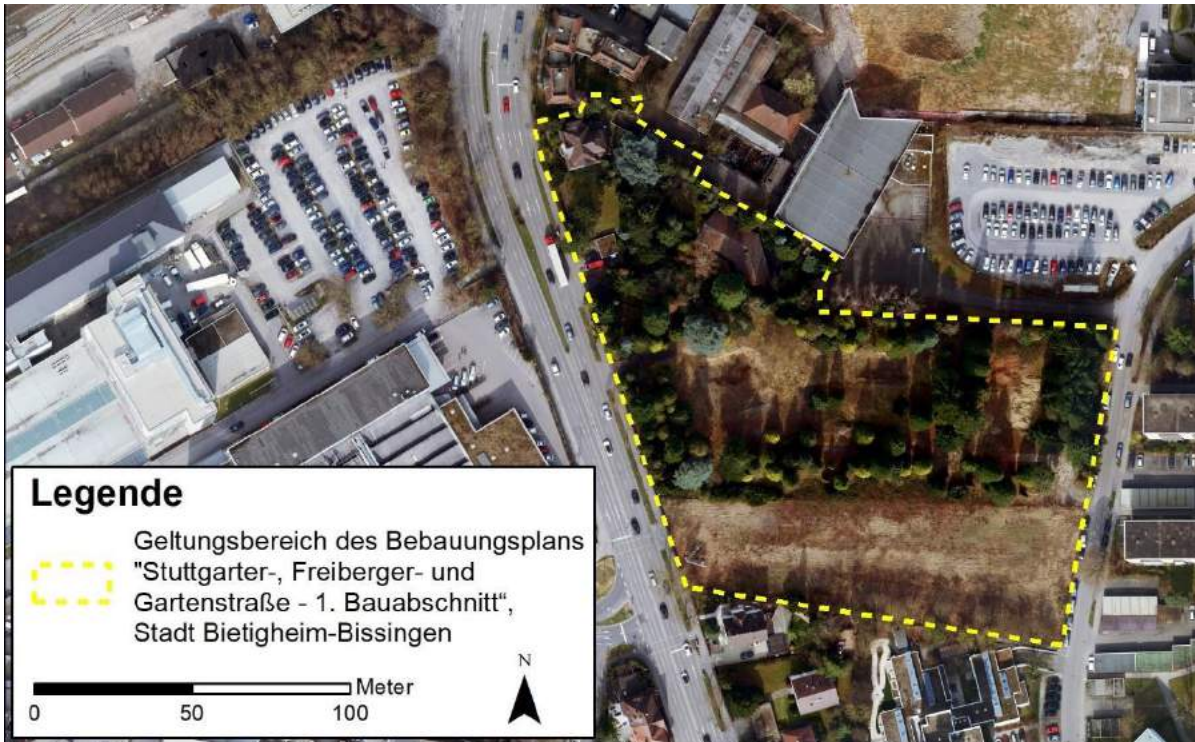 Legende
Geltungsbereich des Bebauungsplans
"Stuttgarter-, Freiberger- und
Gartenstraße - 1. Bauabschnitt“,
Stadt Bietigheim-Bissingen
N
Meter
0 50 100